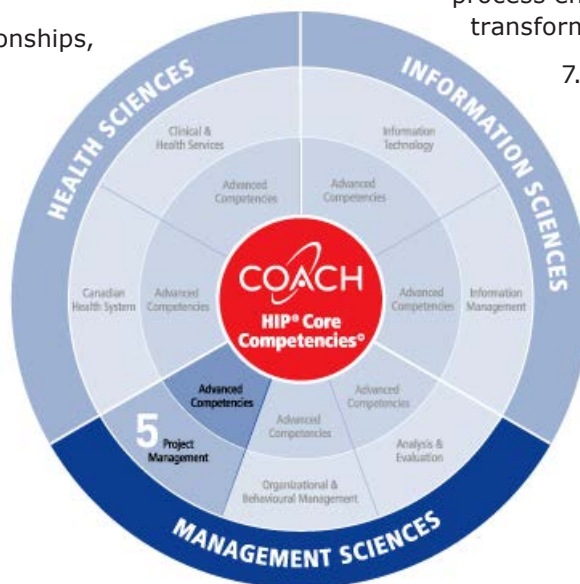 process en
onships,
transforn
7.
HEALTH SCIENCES
INFORMATION SCIENCES
Clinical &
Health Services
Information
Technology
Advanced
Competencies
Advanced
Competencies
Canadian
Health System
Advanced
Competencies
COACH
HIP® Core
Competencies©
Advanced
Competencies
Information
Management
Advanced
Competencies
5
Project
Management
Advanced
Competencies
Advanced
Competencies
Analysis &
Evaluation
Organizational &
Behavioural Management
MANAGEMENT SCIENCES